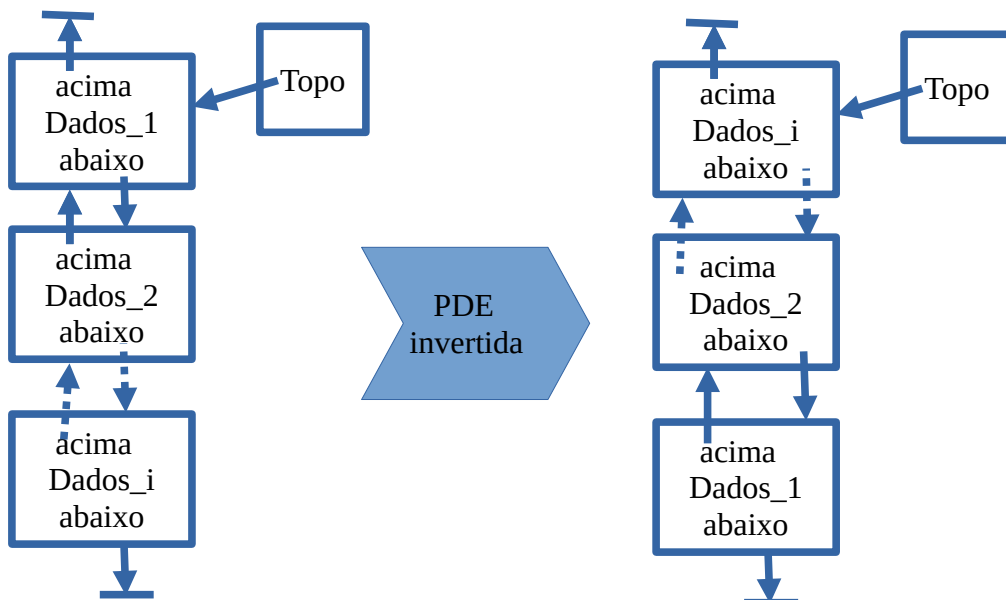 acima
Dados_1
abaixo
Topo
acima
Dados_2
abaixo
acima
Dados_i
abaixo
PDE
invertida
acima
Dados_i
abaixo
Topo
acima
Dados_2
abaixo
acima
Dados_1
abaixo